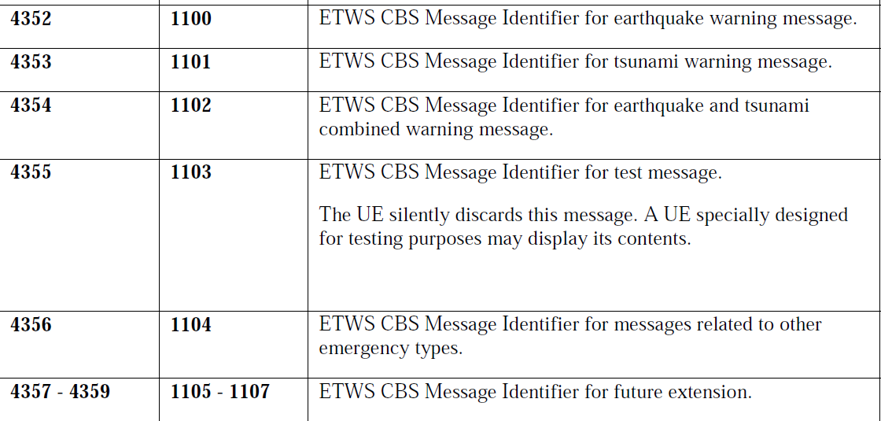 4352 1100 ETWS CBS Message Identifier for earthquake warning message.
4353 1101 ETWS CBS Message Identifier for tsunami warning message.
4354 1102 ETWS CBS Message Identifier for earthquake and tsunami
combined warning message.
4355 1103 ETWS CBS Message Identifier for test message.
The UE silently discards this message. A UE specially designed
for testing purposes may display its contents.
4356 1104 ETWS CBS Message Identifier for messages related to other
emergency types.
4357 - 4359 1105 - 1107 ETWS CBS Message Identifier for future extension.